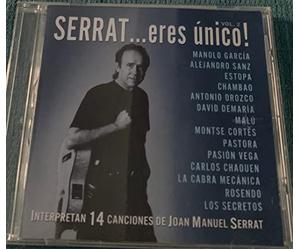 SERRAT...eres único!
VOL. 2
MANOLO GARCÍA
ALEJANDRO SANZ
ESTOPA
CHAMBAO
ANTONIO OROZCO
DAVID DEMARÍA
MALÚ
MONTSE CORTÉS
PASTORA
PASIÓN VEGA
CARLOS CHAOUEN
LA CABRA MECÁNICA
ROSENDO
LOS SECRETOS
INTERPRETAN 14 CANCIONES DE JOAN MANUEL SERRAT